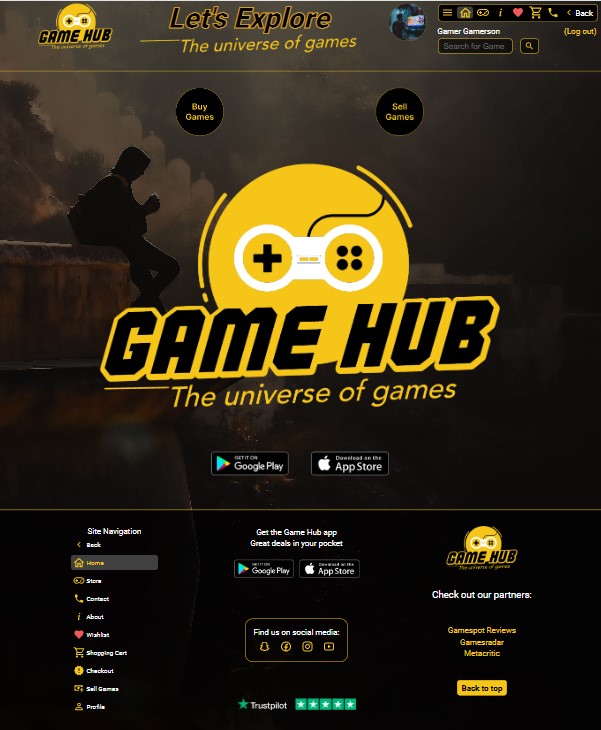 GAME HUB
The universe of games
Let's Explore
The universe of games
Back
Gamer Gamerson
(Log out)
Search for Game
Buy
Games
Sell
Games
GAME HUB
The universe of games
GET IT ON
Google Play
Download on the
App Store
Site Navigation
Back
Home
Store
Contact
About
Wishlist
Shopping Cart
Checkout
Sell Games
Profile
Get the Game Hub app
Great deals in your pocket
GET IT ON
Google Play
Download on the
App Store
Find us on social media:
Trustpilot
GAME HUB
The universe of games
Check out our partners:
Gamespot Reviews
Gamesradar
Metacritic
Back to top